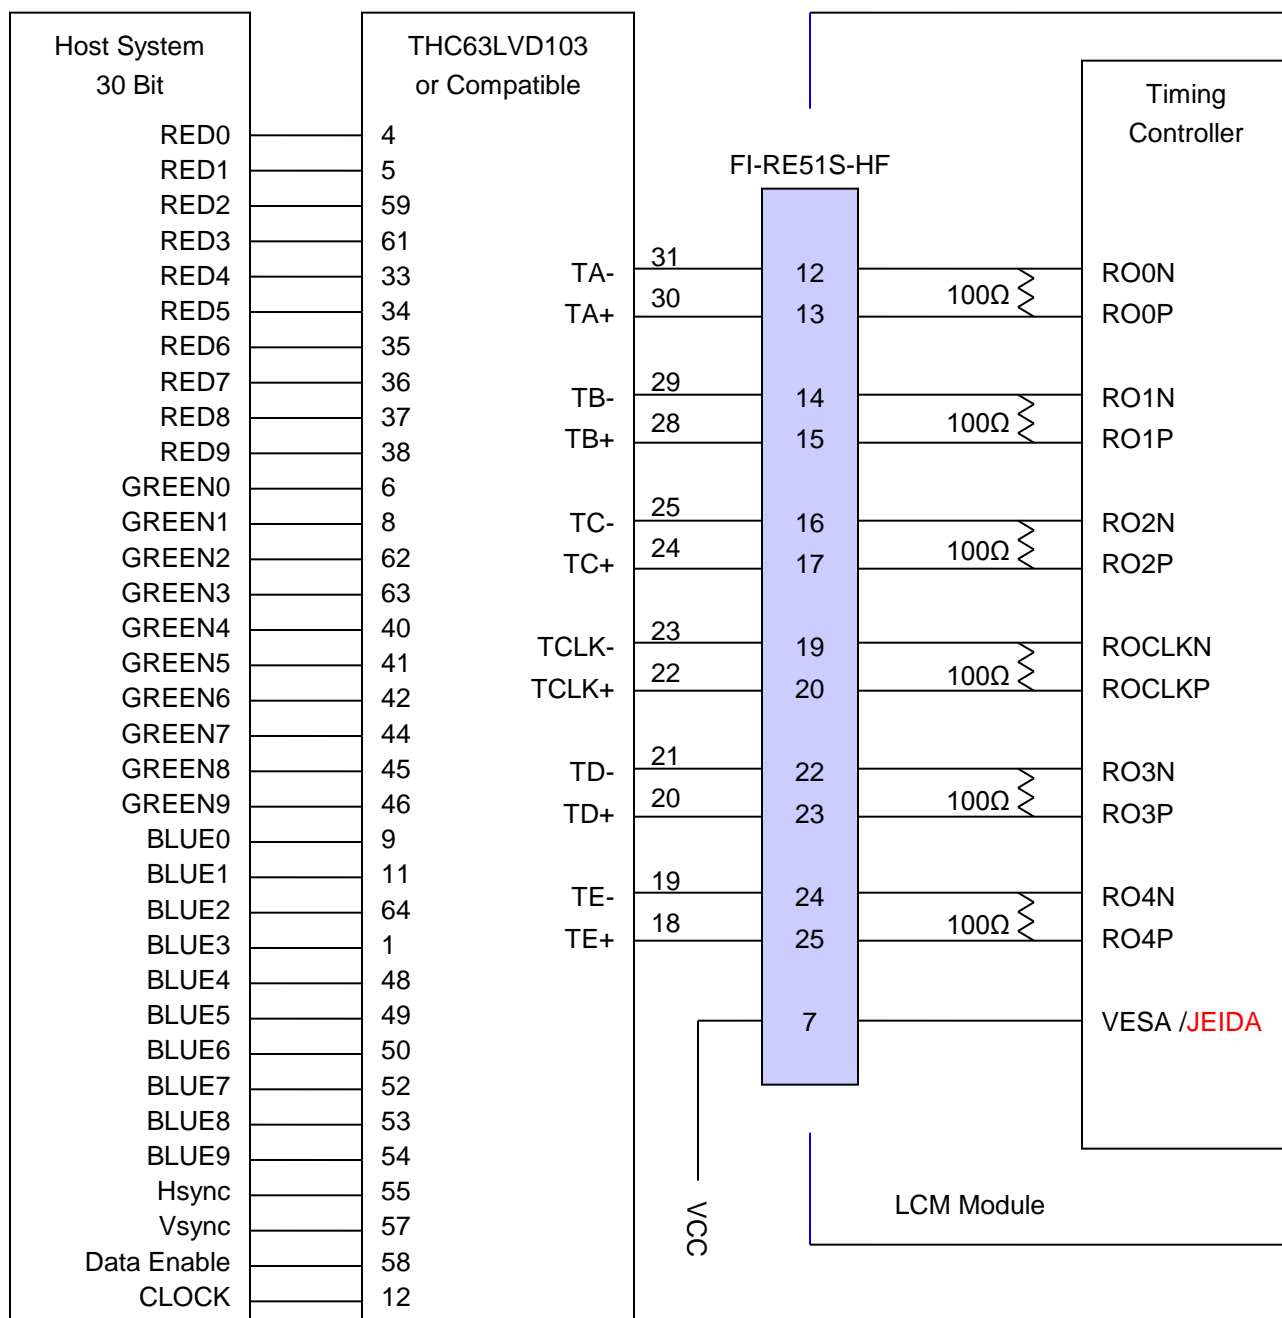 Host System
30 Bit
RED0
RED1
RED2
RED3
RED4
RED5
RED6
RED7
RED8
RED9
GREEN0
GREEN1
GREEN2
GREEN3
GREEN4
GREEN5
GREEN6
GREEN7
GREEN8
GREEN9
BLUE0
BLUE1
BLUE2
BLUE3
BLUE4
BLUE5
BLUE6
BLUE7
BLUE8
BLUE9
Hsync
Vsync
Data Enable
CLOCK
THC63LVD103
or Compatible
4
5
59
61
33
34
35
36
37
38
6
8
62
63
40
41
42
44
45
46
9
11
64
1
48
49
50
52
53
54
55
57
58
12
TA-
TA+
TB-
TB+
TC-
TC+
TCLK-
TCLK+
TD-
TD+
TE-
TE+
31
30
29
28
25
24
23
22
21
20
19
18
VCC
FI-RE51S-HF
12
13
14
15
16
17
19
20
22
23
24
25
7
100Ω
100Ω
100Ω
100Ω
100Ω
100Ω
Timing
Controller
RO0N
RO0P
RO1N
RO1P
RO2N
RO2P
ROCLKN
ROCLKP
RO3N
RO3P
RO4N
RO4P
VESA /JEIDA
LCM Module